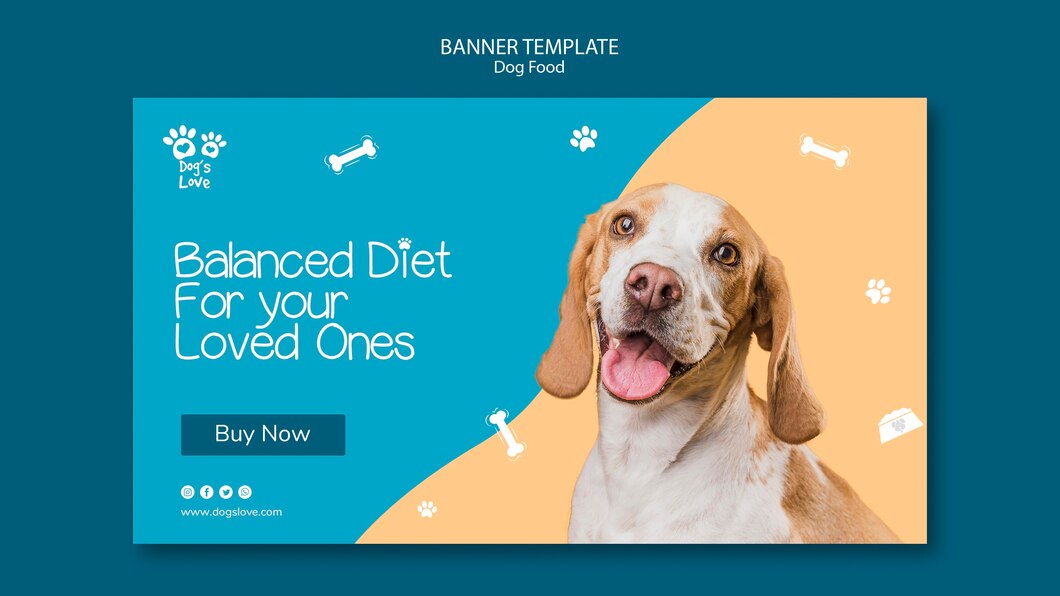 BANNER TEMPLATE
Dog Food
Dog's
Love
Balanced Diet
For your
Loved Ones
Buy Now
www.dogslove.com